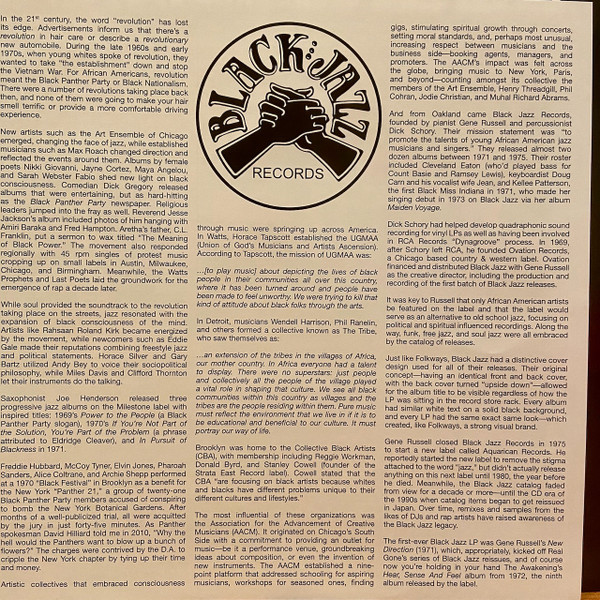 In the 21st century, the word "revolution" has lost
its edge. Advertisements inform us that there's a
revolution in hair care or describe a revolutionary
new automobile. During the late 1960s and early
1970s, when young whites spoke of revolution, they
wanted to take "the establishment" down and stop
the Vietnam War. For African Americans, revolution
meant the Black Panther Party or Black Nationalism.
There were a number of revolutions taking place back
then, and none of them were going to make your hair
smell terrific or provide a more comfortable driving
experience.
New artists such as the Art Ensemble of Chicago
emerged, changing the face of jazz, while established
musicians such as Max Roach changed direction and
reflected the events around them. Albums by female
poets Nikki Giovanni, Jayne Cortez, Maya Angelou,
and Sarah Webster Fabio shed new light on black
consciousness. Comedian Dick Gregory released
albums that were entertaining, but as hard-hitting
as the Black Panther Party newspaper. Religious
leaders jumped into the fray as well. Reverend Jesse
Jackson's album included photos of him hanging with
Amiri Baraka and Fred Hampton. Aretha's father, C.L.
Franklin, put a sermon to wax titled "The Meaning
of Black Power." The movement also responded
regionally with 45 rpm singles of protest music
cropping up on small labels in Austin, Milwaukee,
Chicago, and Birmingham. Meanwhile, the Watts
Prophets and Last Poets laid the groundwork for the
emergence of rap a decade later.
While soul provided the soundtrack to the revolution
taking place on the streets, jazz resonated with the
expansion of black consciousness of the mind.
Artists like Rahsaan Roland Kirk became energized
by the movement, while newcomers such as Eddie
Gale made their reputations combining freestyle jazz
and political statements. Horace Silver and Gary
Bartz utilized Andy Bey to voice their sociopolitical
philosophy, while Miles Davis and Clifford Thornton
let their instruments do the talking.
Saxophonist Joe Henderson released three
progressive jazz albums on the Milestone label with
inspired titles: 1969's Power to the People (a Black
Panther Party slogan), 1970's If You're Not Part of
the Solution, You're Part of the Problem (a phrase
attributed to Eldridge Cleaver), and In Pursuit of
Blackness in 1971.
Freddie Hubbard, McCoy Tyner, Elvin Jones, Pharoah
Sanders, Alice Coltrane, and Archie Shepp performed
at a 1970 "Black Festival" in Brooklyn as a benefit for
the New York "Panther 21," a group of twenty-one
Black Panther Party members accused of conspiring
to bomb the New York Botanical Gardens. After
months of a well-publicized trial, all were acquitted
by the jury in just forty-five minutes. As Panther
spokesman David Hilliard told me in 2010, "Why the
hell would the Panthers want to blow up a bunch of
flowers?" The charges were contrived by the D.A. to
cripple the New York chapter by tying up their time
and money.
Artistic collectives that embraced consciousness
BLACK JAZZ
RECORDS
through music were springing up across America.
In Watts, Horace Tapscott established the UGMAA
(Union of God's Musicians and Artists Ascension).
According to Tapscott, the mission of UGMAA was:
...[to play music] about depicting the lives of black
people in their communities all over this country,
where it has been turned around and people have
been made to feel unworthy. We were trying to kill that
kind of attitude about black folks through the arts.
In Detroit, musicians Wendell Harrison, Phil Ranelin,
and others formed a collective known as The Tribe,
who saw themselves as:
...an extension of the tribes in the villages of Africa,
our mother country. In Africa everyone had a talent
to display. There were no superstars; just people
and collectively all the people of the village played
a vital role in shaping that culture. We see all black
communities within this country as villages and the
tribes are the people residing within them. Pure music
must reflect the environment that we live in if it is to
be educational and beneficial to our culture. It must
portray our way of life.
Brooklyn was home to the Collective Black Artists
(CBA), with membership including Reggie Workman,
Donald Byrd, and Stanley Cowell (founder of the
Strata East Record label). Cowell stated that the
CBA "are focusing on black artists because whites
and blacks have different problems unique to their
different cultures and lifestyles."
The most influential of these organizations was
the Association for the Advancement of Creative
Musicians (AACM). It originated on Chicago's South
Side with a commitment to providing an outlet for
music—be it a performance venue, groundbreaking
ideas about composition, or even the invention
of new instruments. The AACM established a nine-
point platform that addressed schooling for aspiring
musicians, workshops for seasoned ones, finding
gigs, stimulating spiritual growth through concerts,
setting moral standards, and, perhaps most unusual,
increasing respect between musicians and the
business side—booking agents, managers, and
promoters. The AACM's impact was felt across
the globe, bringing music to New York, Paris,
and beyond—counting amongst its collective the
members of the Art Ensemble, Henry Threadgill, Phil
Cohran, Jodie Christian, and Muhal Richard Abrams.
And from Oakland came Black Jazz Records,
founded by pianist Gene Russell and percussionist
Dick Schory. Their mission statement was "to
promote the talents of young African American jazz
musicians and singers." They released almost two
dozen albums between 1971 and 1975. Their roster
included Cleveland Eaton (who'd played bass for
Count Basie and Ramsey Lewis), keyboardist Doug
Carn and his vocalist wife Jean, and Kellee Patterson,
the first Black Miss Indiana in 1971, who made her
singing debut in 1973 on Black Jazz via her album
Maiden Voyage.
Dick Schory had helped develop quadraphonic sound
recording for vinyl LPs as well as having been involved
in RCA Records "Dynagroove" process. In 1969,
after Schory left RCA, he founded Ovation Records,
a Chicago based country & western label. Ovation
financed and distributed Black Jazz with Gene Russell
as the creative director, including the production and
recording of the first batch of Black Jazz releases.
It was key to Russell that only African American artists
be featured on the label and that the label would
serve as an alternative to old school jazz, focusing on
political and spiritual influenced recordings. Along the
way, funk, free jazz, and soul jazz were all embraced
by the catalog of releases.
Just like Folkways, Black Jazz had a distinctive cover
design used for all of their releases. Their original
concept—having an identical front and back cover,
with the back cover turned "upside down"—allowed
for the album title to be visible regardless of how the
LP was sitting in the record store rack. Every album
had similar white text on a solid black background,
and every LP had the same exact same look—which
created, like Folkways, a strong visual brand.
Gene Russell closed Black Jazz Records in 1975
to start a new label called Aquarican Records. He
reportedly started the new label to remove the stigma
attached to the word "jazz," but didn't actually release
anything on this next label until 1980, the year before
he died. Meanwhile, the Black Jazz catalog faded
from view for a decade or more—until the CD era of
the 1990s when catalog items began to get reissued
in Japan. Over time, remixes and samples from the
likes of DJs and rap artists have raised awareness of
the Black Jazz legacy.
The first-ever Black Jazz LP was Gene Russell's New
Direction (1971), which, appropriately, kicked off Real
Gone's series of Black Jazz reissues, and of course
now you're holding in your hand The Awakening's
Hear, Sense And Feel album from 1972, the ninth
album released by the label.